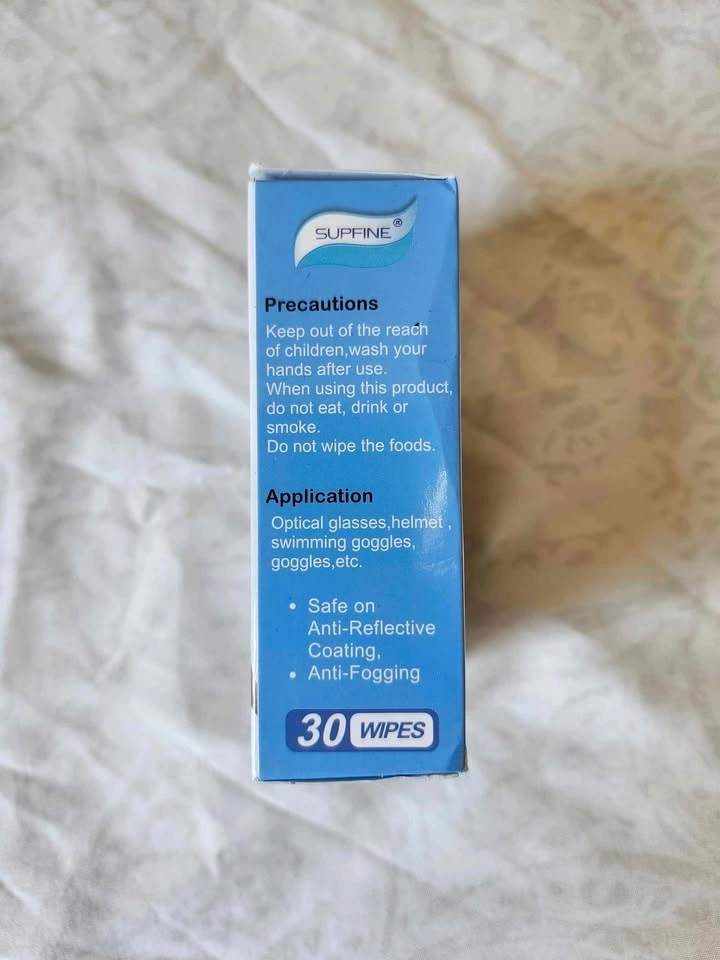 SUPFINE®
Precautions
Keep out of the reach
of children,wash your
hands after use.
When using this product,
do not eat, drink or
smoke.
Do not wipe the foods.
Application
Optical glasses,helmet ,
swimming goggles,
goggles,etc.
• Safe on
Anti-Reflective
Coating,
• Anti-Fogging
30 WIPES